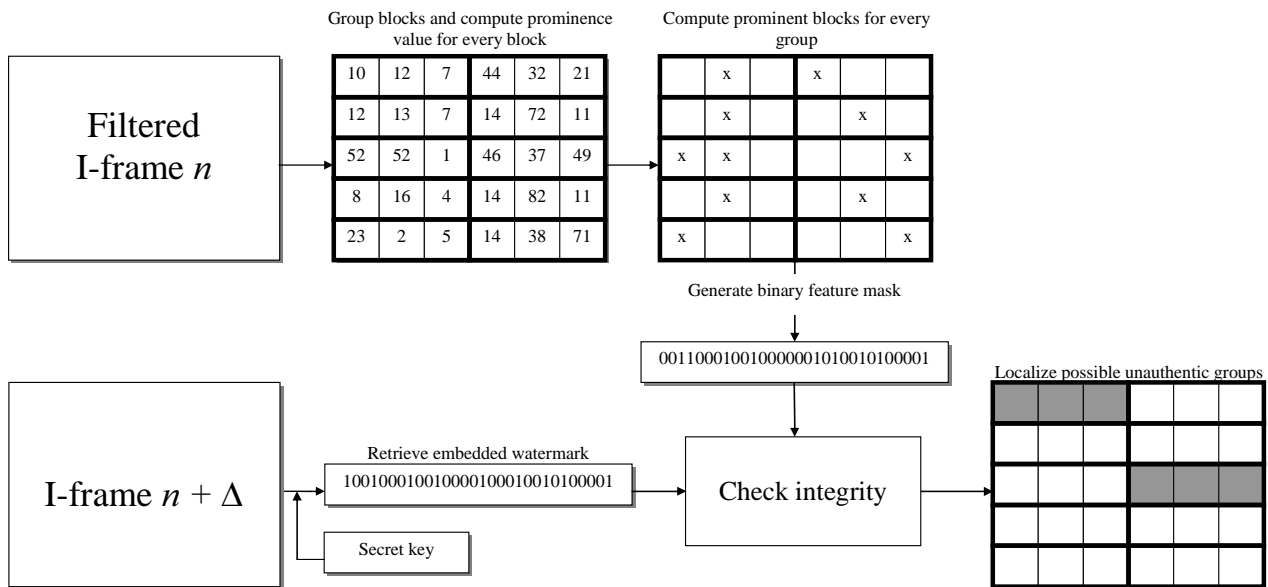 Group blocks and compute prominence
value for every block
Compute prominent blocks for every
group
Filtered
I-frame n
10 12 7 44 32 21
12 13 7 14 72 11
52 52 1 46 37 49
8 16 4 14 82 11
23 2 5 14 38 71
x x
x x
x x x
x x
x x
Generate binary feature mask
001100010010000001010010100001
Localize possible unauthentic groups
I-frame n + Δ
Retrieve embedded watermark
100100010010000100010010100001
Secret key
Check integrity